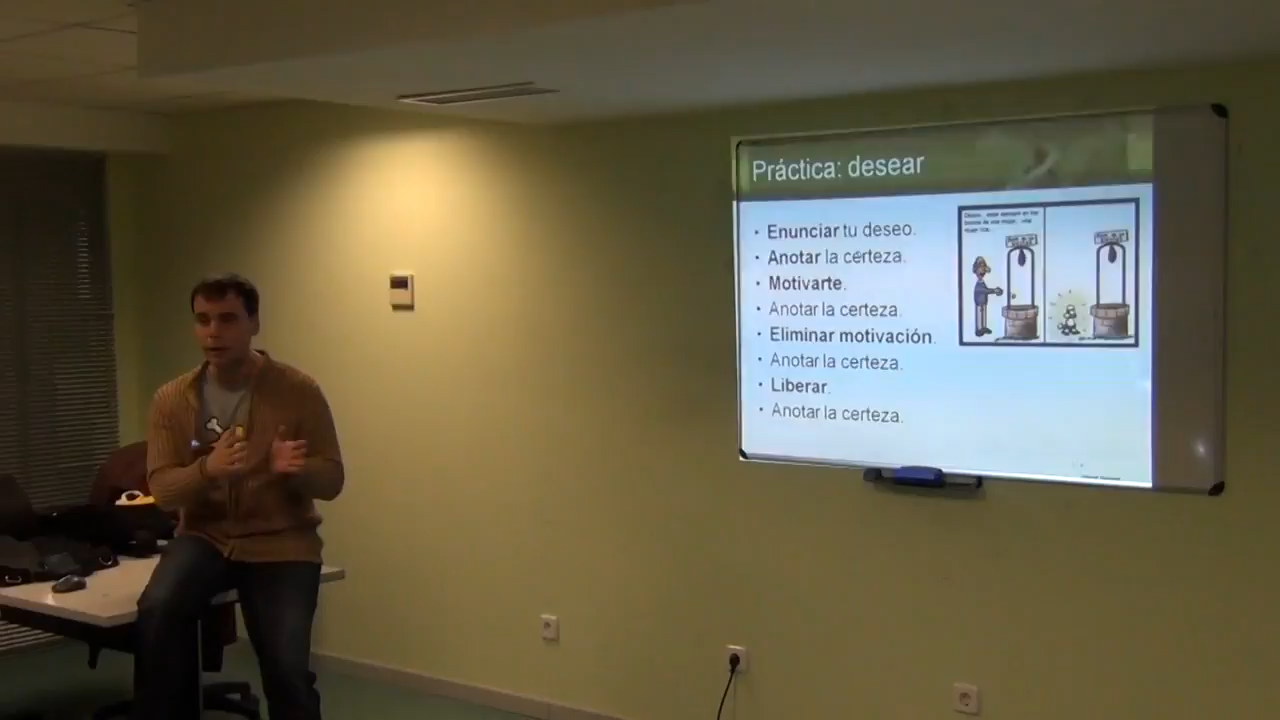 Práctica: desear
• Enunciar tu deseo.
• Anotar la certeza.
• Motivarte.
• Anotar la certeza.
• Eliminar motivación.
• Anotar la certeza.
• Liberar.
• Anotar la certeza.